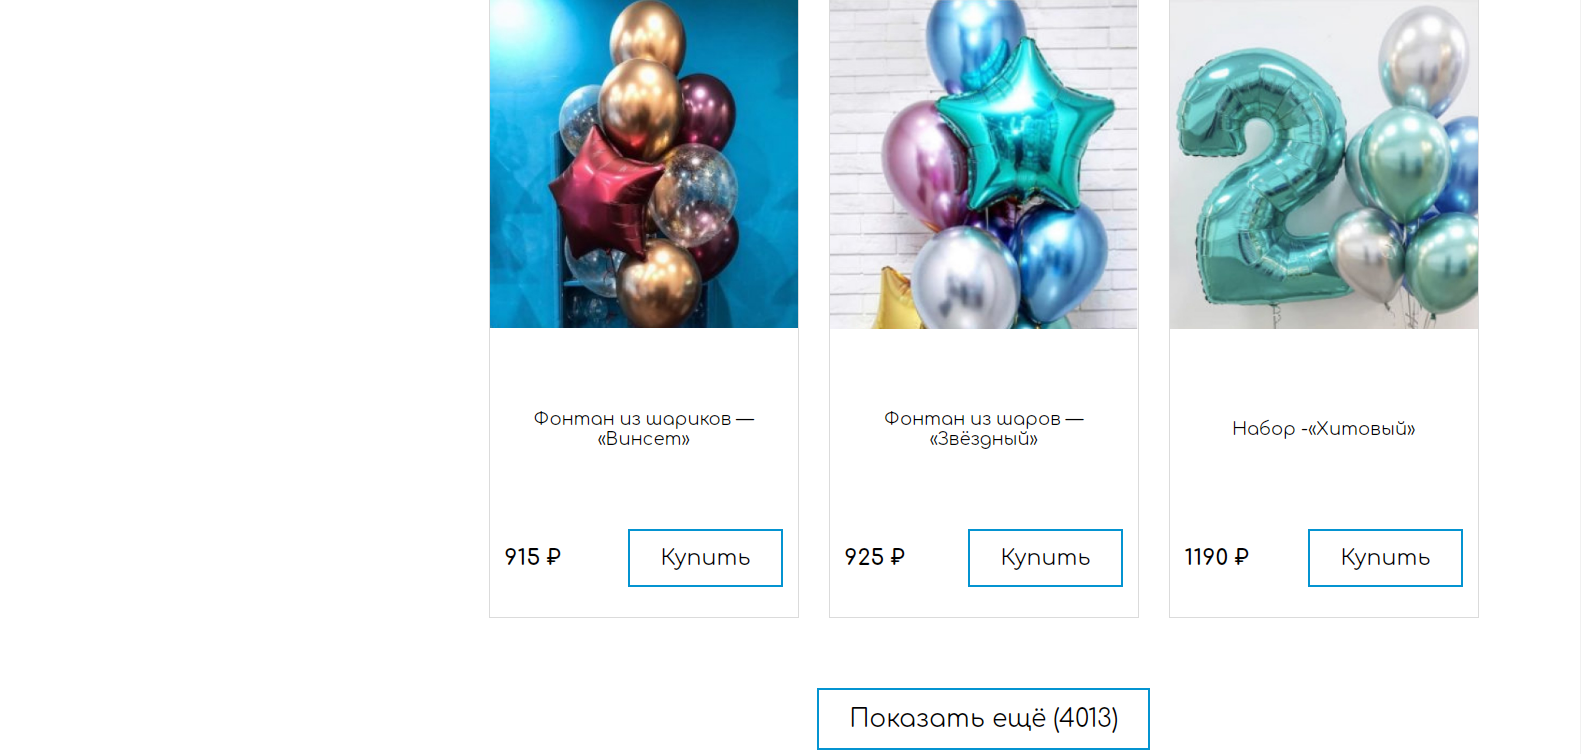 Фонтан из шариков —
«Винсет»
915 ₽
Купить
Фонтан из шаров —
«Звёздный»
925 ₽
Купить
Набор -«Хитовый»
1190 ₽
Купить
Показать ещё (4013)